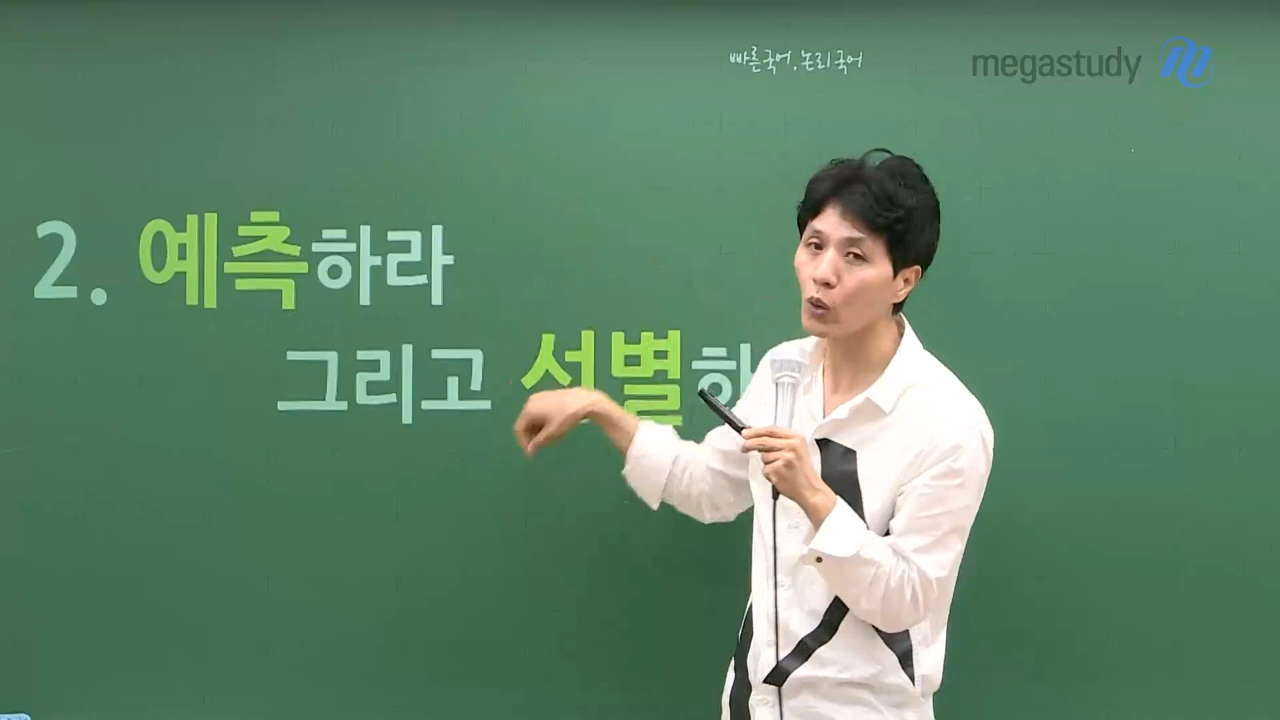 빠른국어, 논리국어
megastudy
2. 예측하라
그리고 선별하